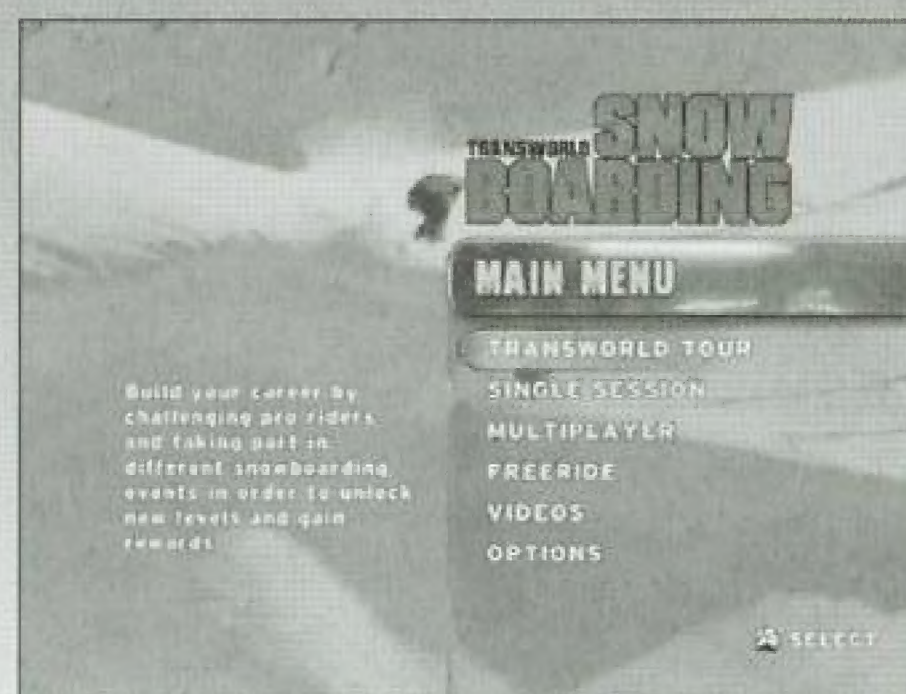 TRANSWORLD SNOW
BOARDING
MAIN MENU
TRANSWORLD TOUR
SINGLE SESSION
MULTIPLAYER
FREERIDE
VIDEOS
OPTIONS
Build your career by
challenging pro riders
and taking part in
different snowboarding
events in order to unlock
new levels and gain
rewards
A SELECT